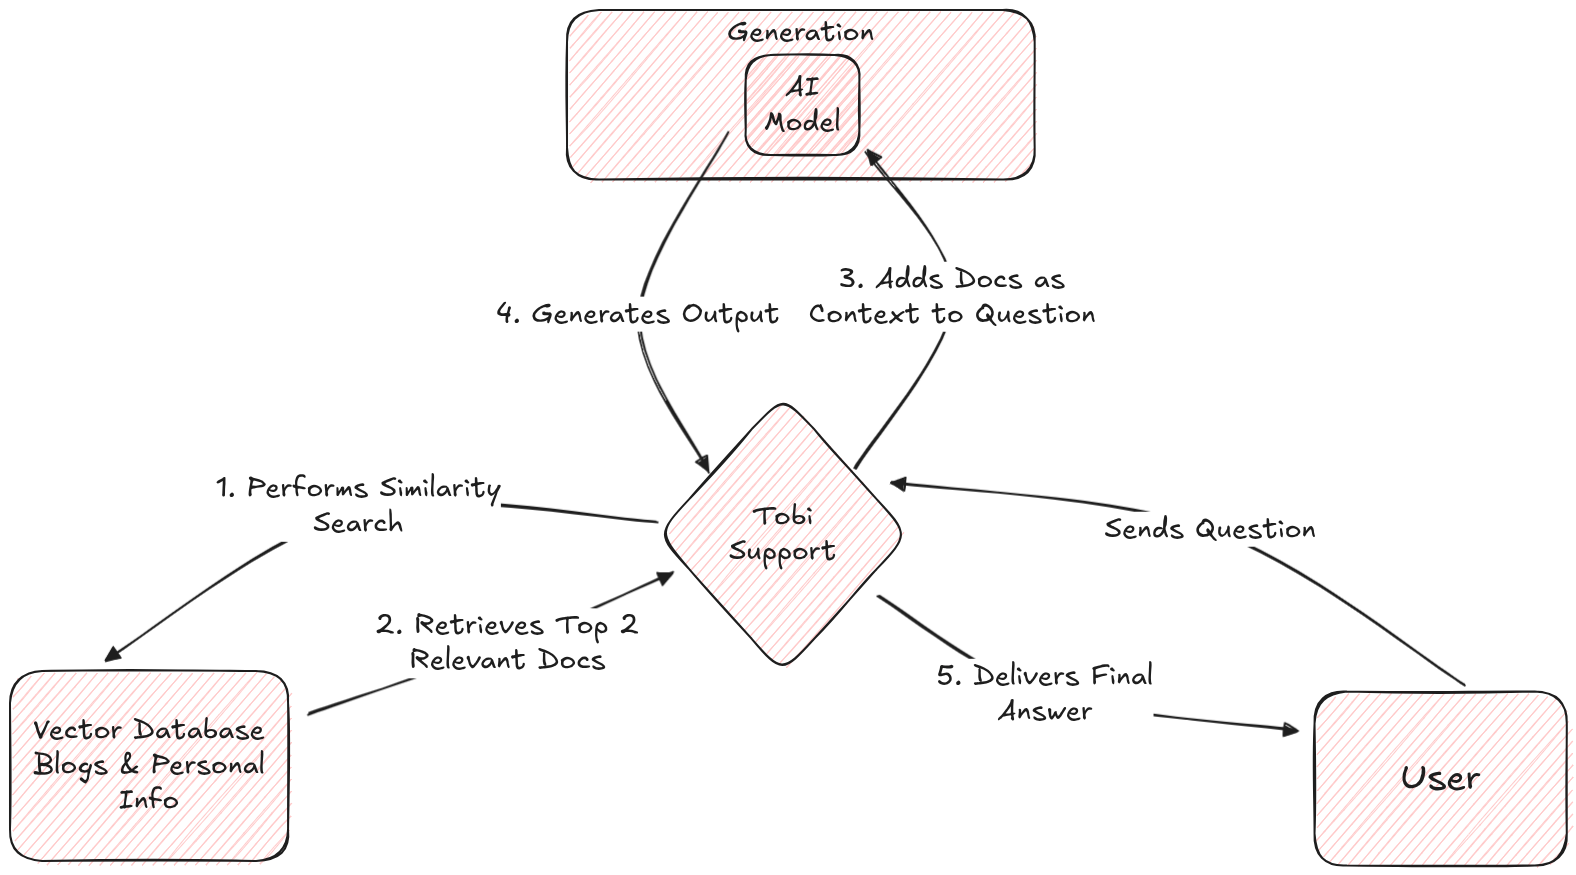 Generation
AI
Model
3. Adds Docs as
Context to Question
4. Generates Output
Tobi
Support
1. Performs Similarity
Search
Sends Question
2. Retrieves Top 2
Relevant Docs
5. Delivers Final
Answer
Vector Database
Blogs & Personal
Info
User